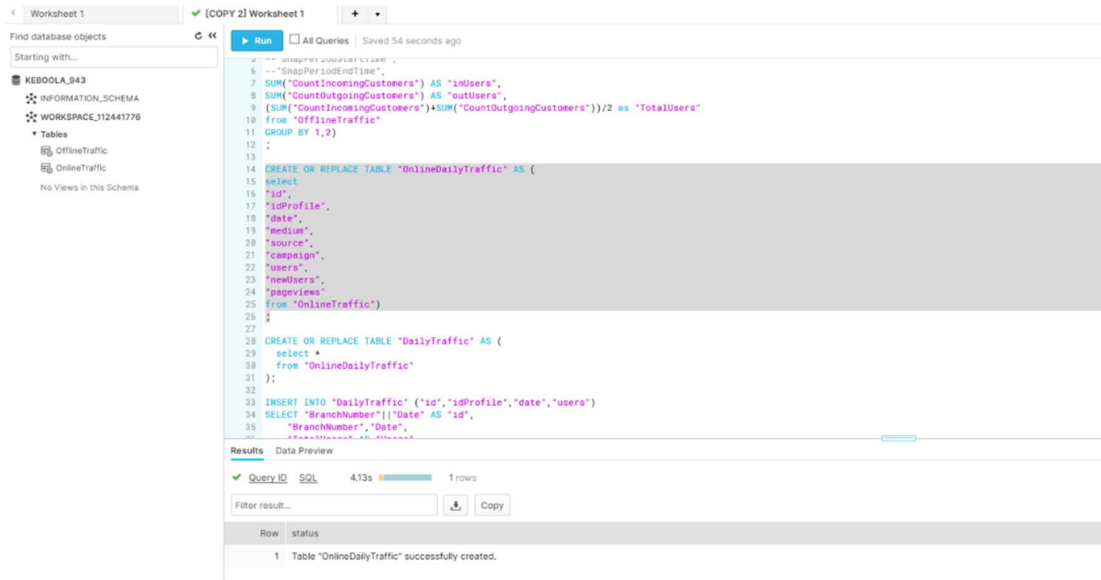 Worksheet 1
[COPY 2] Worksheet 1
Find database objects
Starting with...
KEBOOLA_943
INFORMATION_SCHEMA
WORKSPACE_112441776
Tables
OfflineTraffic
OnlineTraffic
No Views in this Schema
Run
All Queries
Saved 54 seconds ago
6 --"SnapPeriodEndTime",
7 SUM("CountIncomingCustomers") AS "inUsers",
8 SUM("CountOutgoingCustomers") AS "outUsers",
9 (SUM("CountIncomingCustomers")+SUM("CountOutgoingCustomers"))/2 as "TotalUsers"
10 from "OfflineTraffic"
11 GROUP BY 1,2)
12 ;
13
14 CREATE OR REPLACE TABLE "OnlineDailyTraffic" AS (
15 select
16 "id",
17 "idProfile",
18 "date",
19 "medium",
20 "source",
21 "campaign",
22 "users",
23 "newUsers",
24 "pageviews"
25 from "OnlineTraffic")
26 ;
27
28 CREATE OR REPLACE TABLE "DailyTraffic" AS (
29 select *
30 from "OnlineDailyTraffic"
31 );
32
33 INSERT INTO "DailyTraffic" ("id","idProfile","date","users")
34 SELECT "BranchNumber"||"Date" AS "id",
35 "BranchNumber","Date",
Results
Data Preview
Query ID SQL 4.13s 1 rows
Filter result...
Copy
Row status
1 Table "OnlineDailyTraffic" successfully created.